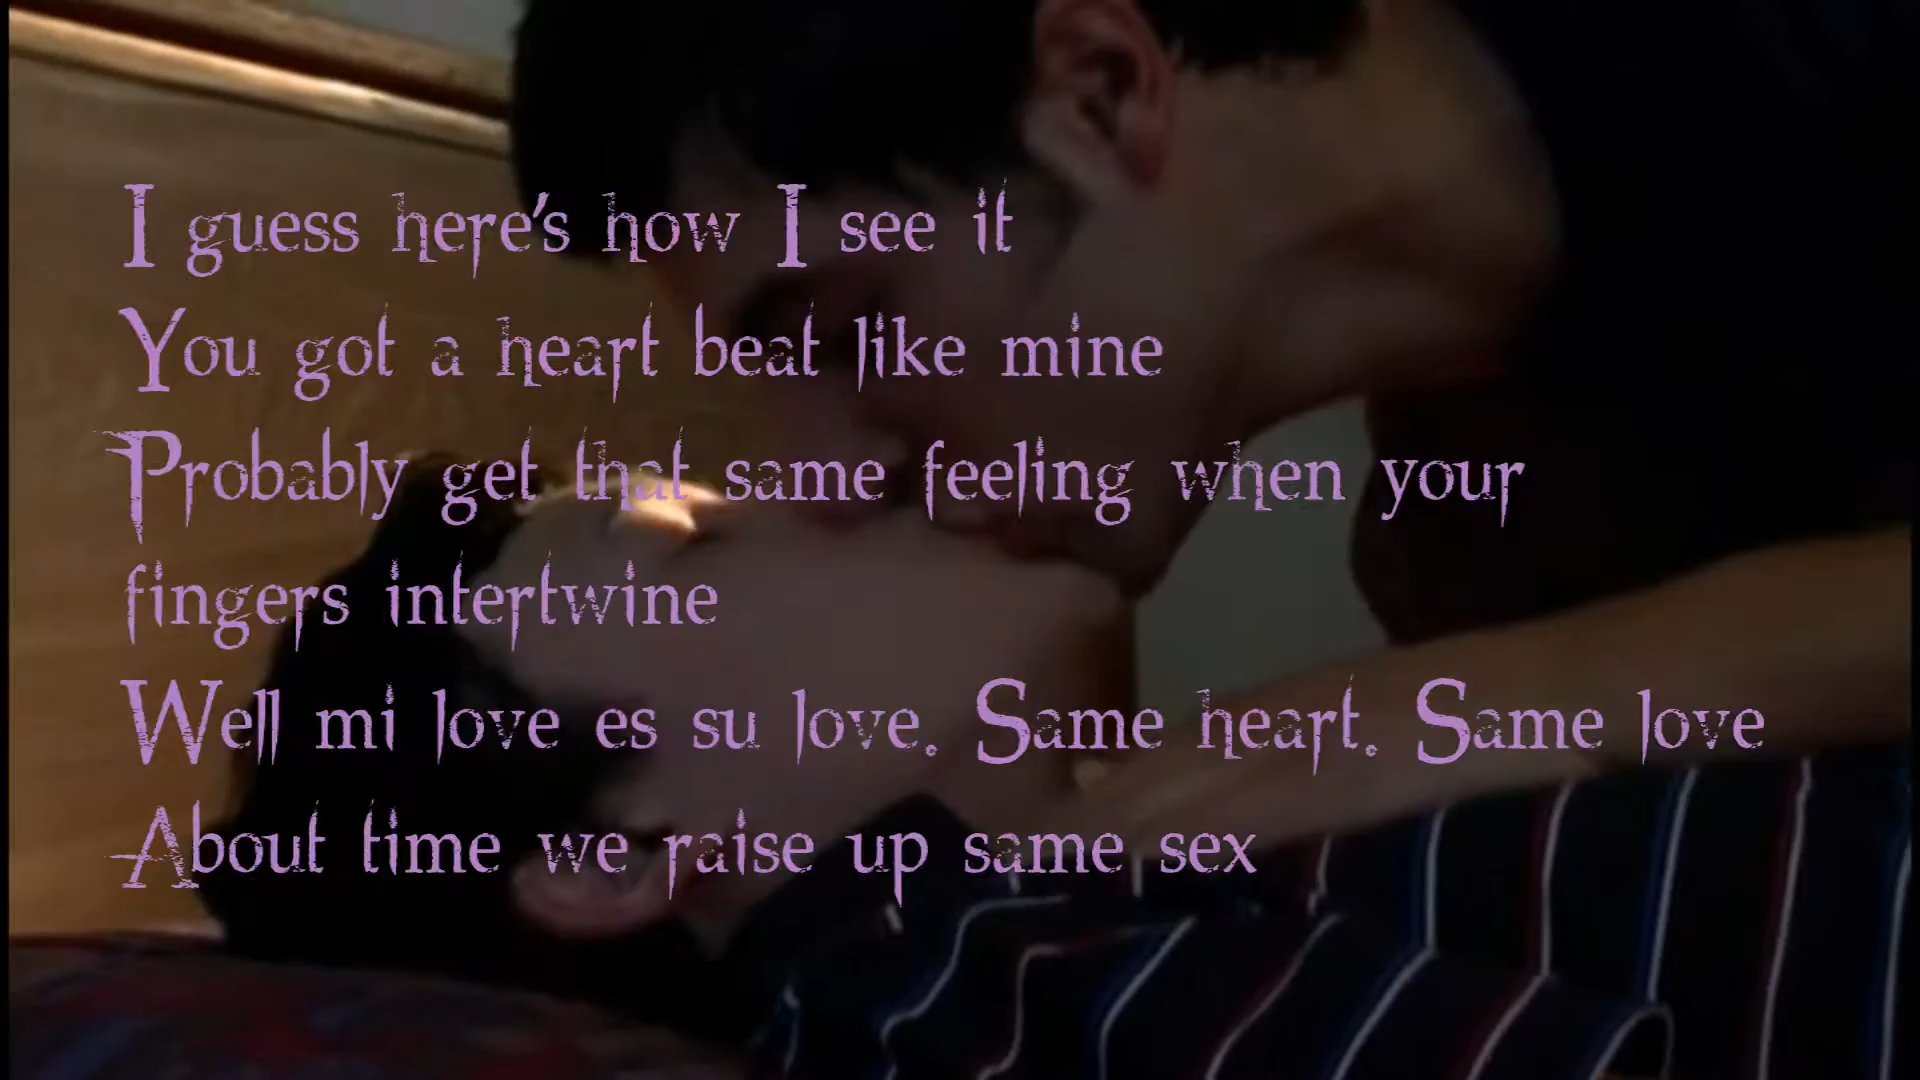 I guess here's how I see it
You got a heart beat like mine
Probably get that same feeling when your
fingers intertwine
Well mi love es su love. Same heart. Same love
About time we raise up same sex